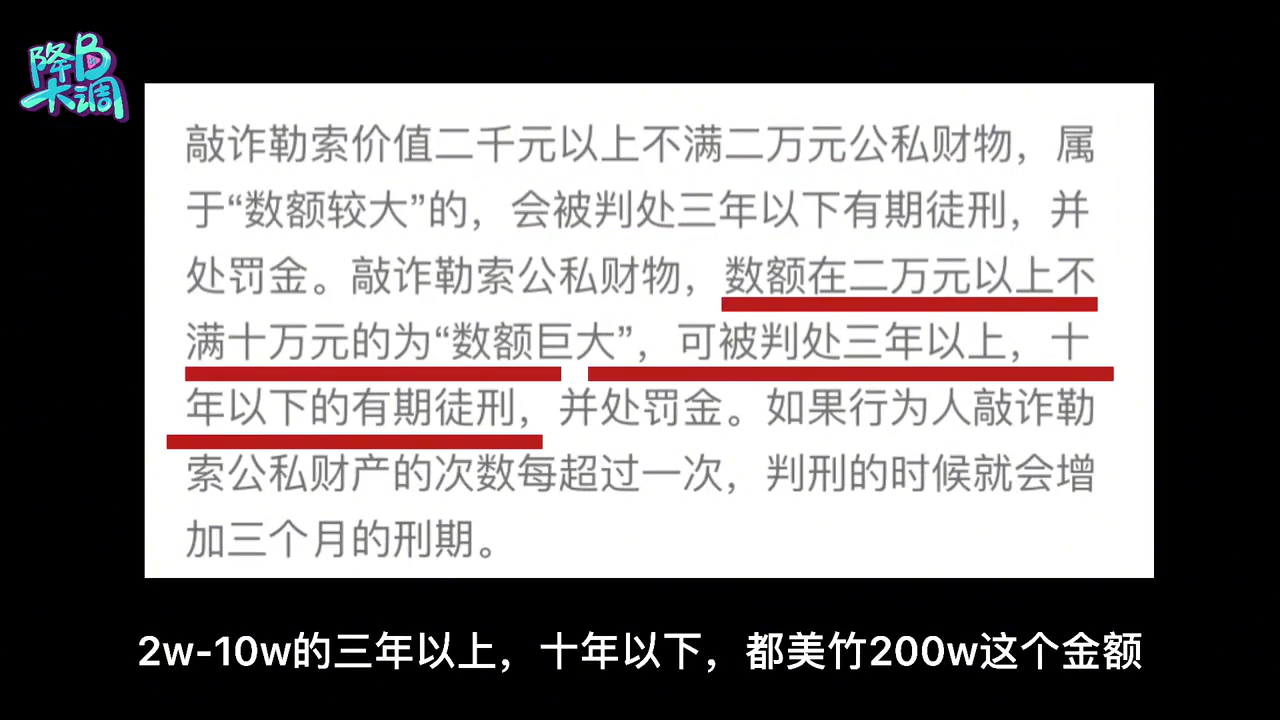 降B大调
敲诈勒索价值二千元以上不满二万元公私财物，属
于“数额较大”的，会被判处三年以下有期徒刑，并
处罚金。敲诈勒索公私财物，数额在二万元以上不
满十万元的为“数额巨大”，可被判处三年以上，十
年以下的有期徒刑，并处罚金。如果行为人敲诈勒
索公私财产的次数每超过一次，判刑的时候就会增
加三个月的刑期。
2w-10w的三年以上，十年以下，都美竹200w这个金额